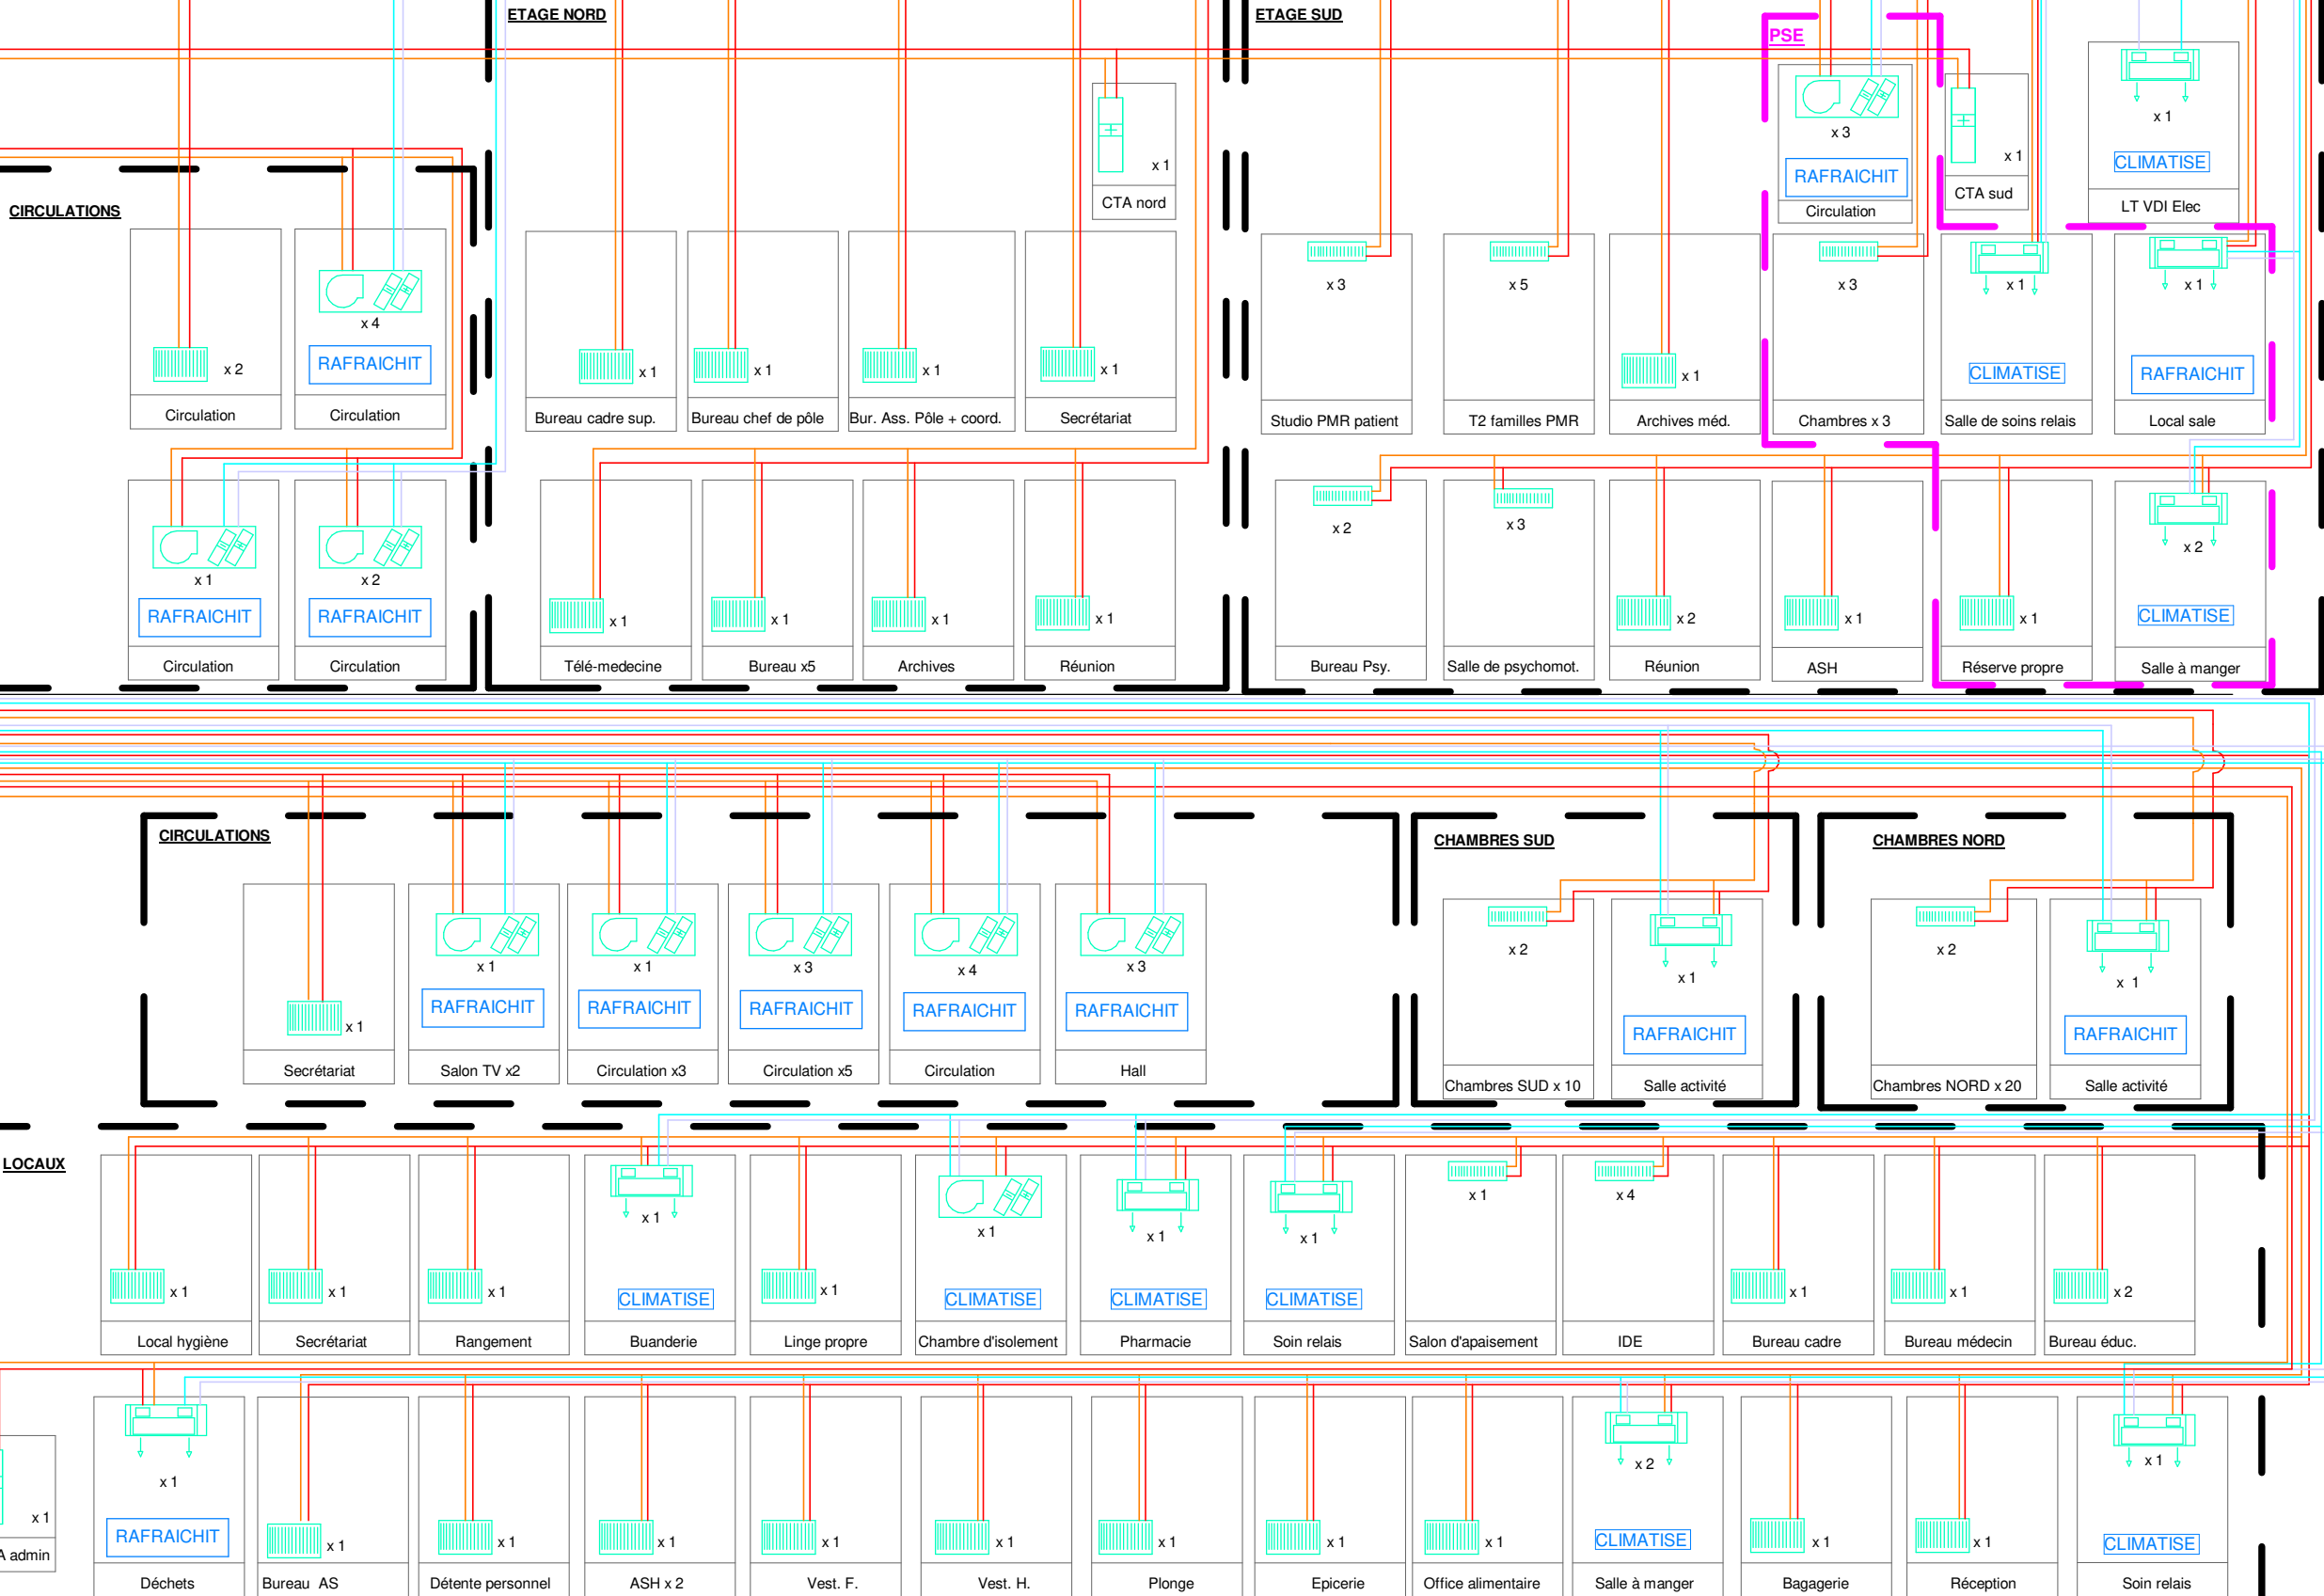 ETAGE NORD
ETAGE SUD
PSE
x 1
CTA nord
x 3
RAFRAICHIT
Circulation
x 1
CTA sud
x 1
CLIMATISE
LT VDI Elec
CIRCULATIONS
x 2
Circulation
x 4
RAFRAICHIT
Circulation
x 1
Bureau cadre sup.
x 1
Bureau chef de pôle
x 1
Bur. Ass. Pôle + coord.
x 1
Secrétariat
x 3
Studio PMR patient
x 5
T2 familles PMR
x 1
Archives méd.
x 3
Chambres x 3
x 1
CLIMATISE
Salle de soins relais
x 1
RAFRAICHIT
Local sale
x 1
RAFRAICHIT
Circulation
x 2
RAFRAICHIT
Circulation
x 1
Télé-medecine
x 1
Bureau x5
x 1
Archives
x 1
Réunion
x 2
Bureau Psy.
x 3
Salle de psychomot.
x 2
Réunion
x 1
ASH
x 1
Réserve propre
x 2
CLIMATISE
Salle à manger
CIRCULATIONS
x 1
Secrétariat
x 1
RAFRAICHIT
Salon TV x2
x 1
RAFRAICHIT
Circulation x3
x 3
RAFRAICHIT
Circulation x5
x 4
RAFRAICHIT
Circulation
x 3
RAFRAICHIT
Hall
CHAMBRES SUD
x 2
Chambres SUD x 10
x 1
RAFRAICHIT
Salle activité
CHAMBRES NORD
x 2
Chambres NORD x 20
x 1
RAFRAICHIT
Salle activité
LOCAUX
x 1
Local hygiène
x 1
Secrétariat
x 1
Rangement
x 1
CLIMATISE
Buanderie
x 1
Linge propre
x 1
CLIMATISE
Chambre d'isolement
x 1
CLIMATISE
Pharmacie
x 1
CLIMATISE
Soin relais
x 1
Salon d'apaisement
x 4
IDE
x 1
Bureau cadre
x 1
Bureau médecin
x 2
Bureau éduc.
x 1
A admin
x 1
RAFRAICHIT
Déchets
x 1
Bureau AS
x 1
Détente personnel
x 1
ASH x 2
x 1
Vest. F.
x 1
Vest. H.
x 1
Plonge
x 1
Epicerie
x 1
Office alimentaire
x 2
CLIMATISE
Salle à manger
x 1
Bagagerie
x 1
Réception
x 1
CLIMATISE
Soin relais